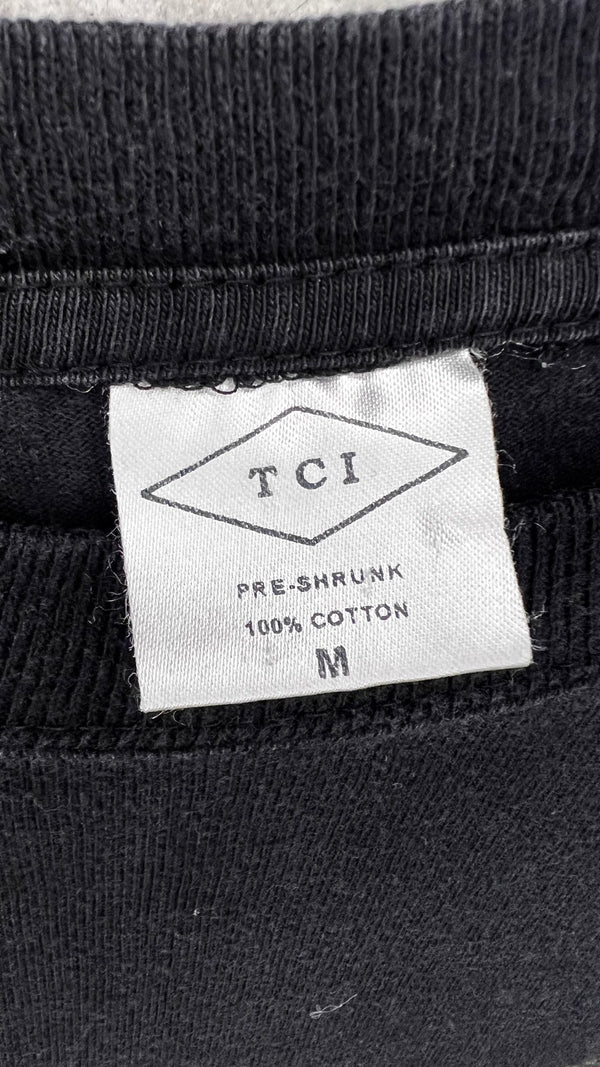 TCI
PRE-SHRUNK
100% COTTON
M